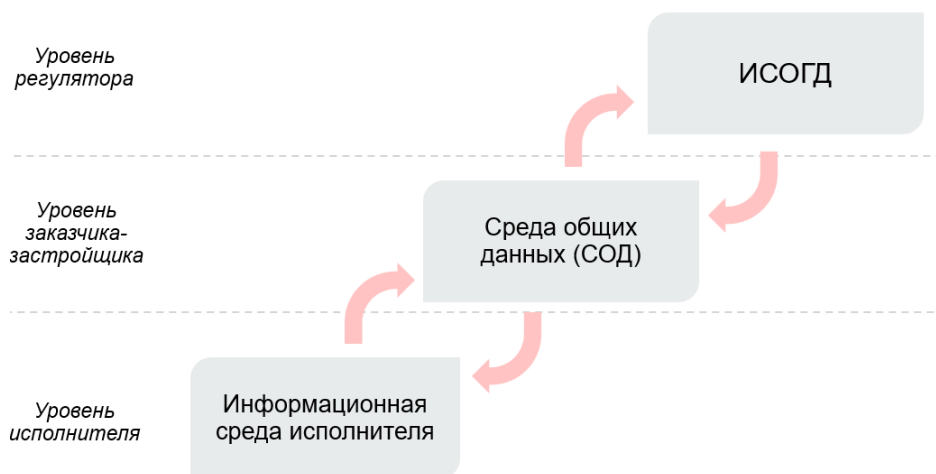 Уровень
регулятора
ИСОГД
Уровень
заказчика-
застройщика
Среда общих
данных (СОД)
Уровень
исполнителя
Информационная
среда исполнителя